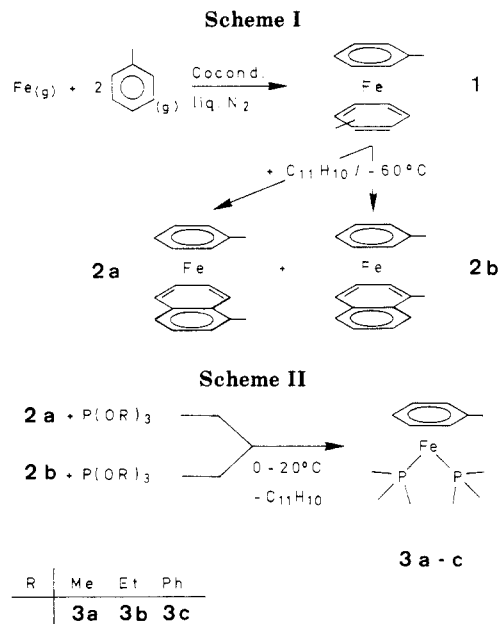 Scheme I
Fe(g) + 2 (g) Cocond. liq. N₂ Fe 1
+ C₁₁H₁₀ / -60°C
2a Fe + Fe 2b
Scheme II
2a + P(OR)₃
2b + P(OR)₃
0 - 20°C
-C₁₁H₁₀
Fe
P P
3a - c
R Me Et Ph
3a 3b 3c